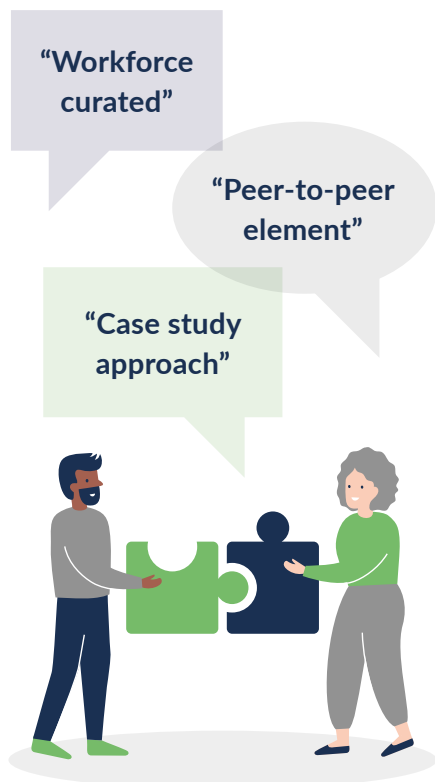 “Workforce
curated”
“Peer-to-peer
element”
“Case study
approach”